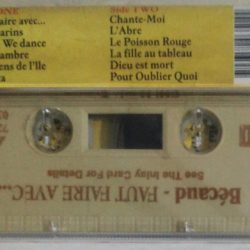 ONE
Side TWO
aire avec...
Chante-Moi
arins
L'Abre
We dance
Le Poisson Rouge
ambre
La fille au tableau
ens de l'Ile
Dieu est mort
Pour Oublier Quoi
Bécaud - FAUT FAIRE AVEC...
See The Inlay Card For Details